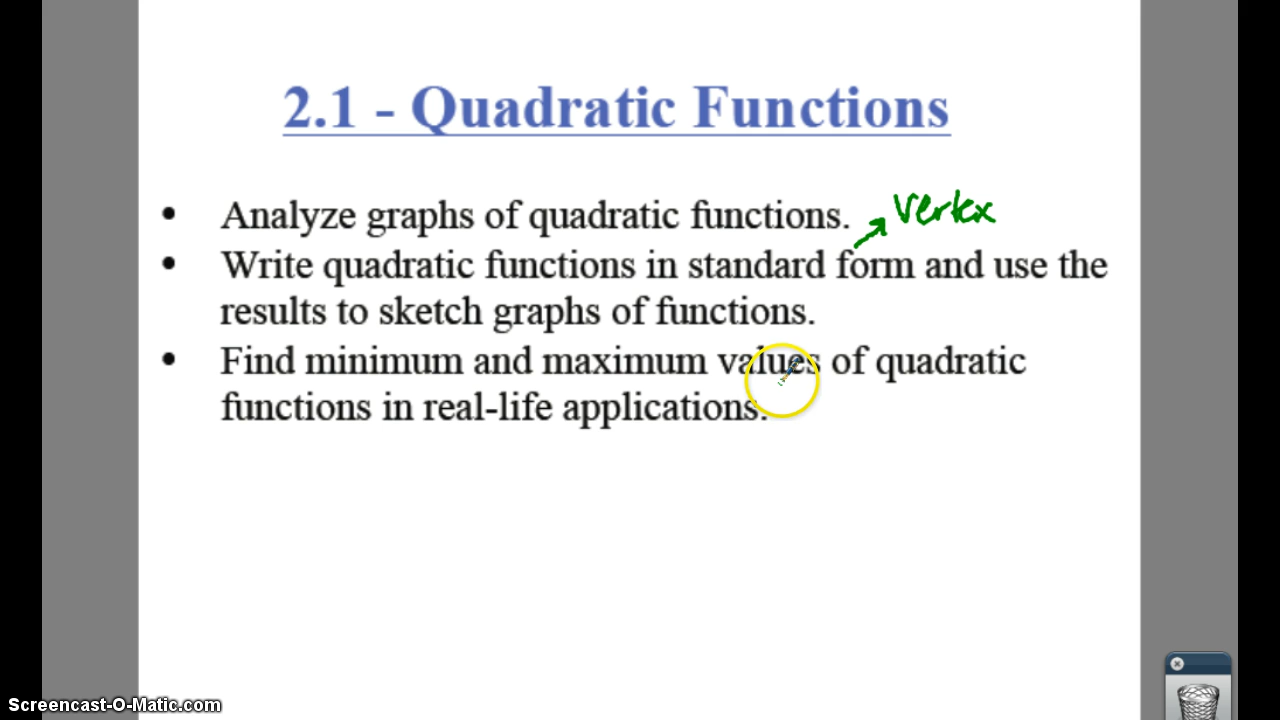 2.1 - Quadratic Functions
• Analyze graphs of quadratic functions.
Vertex
• Write quadratic functions in standard form and use the
results to sketch graphs of functions.
• Find minimum and maximum values of quadratic
functions in real-life applications.
Screencast-O-Matic.com